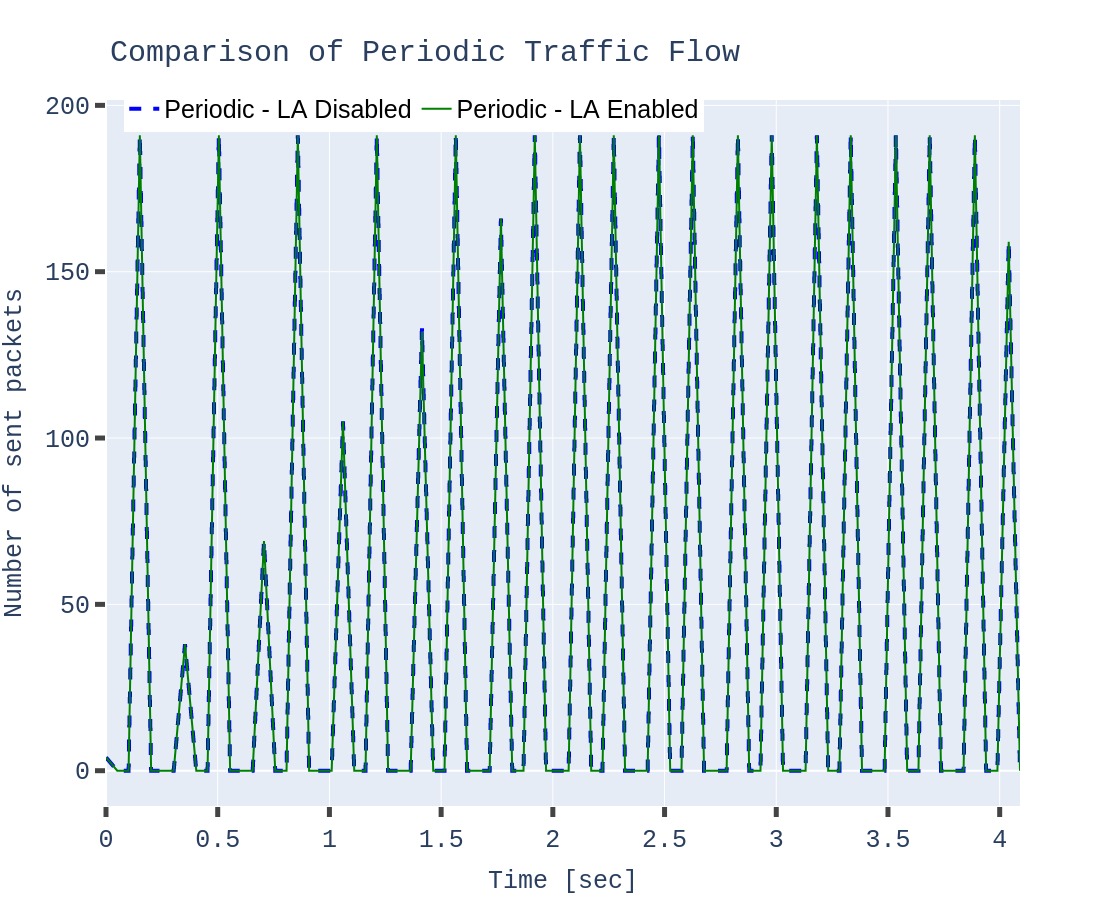 Comparison of Periodic Traffic Flow
Periodic - LA Disabled
Periodic - LA Enabled
200
150
100
50
0
Number of sent packets
0 0.5 1 1.5 2 2.5 3 3.5 4
Time [sec]